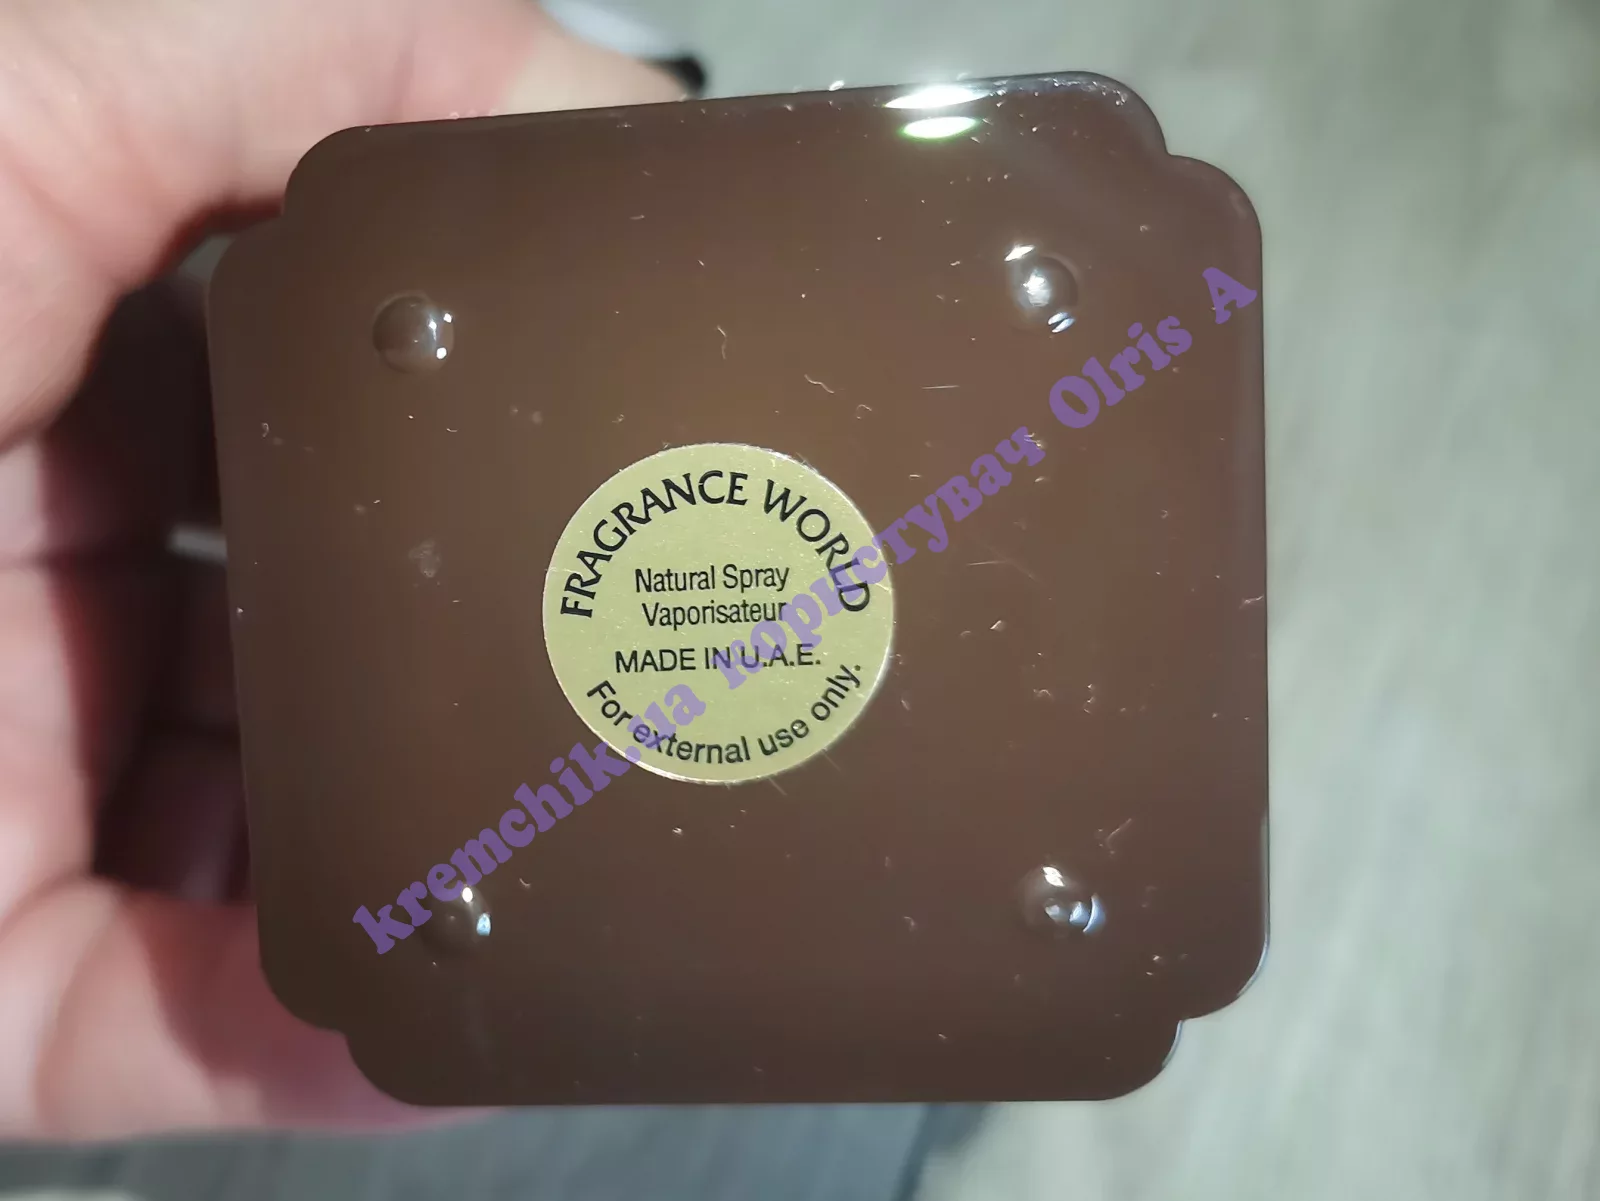 FRAGRANCE WORLD
Natural Spray
Vaporisateur
MADE IN U.A.E.
For external use only.
kremchik.ua користувач Olris A